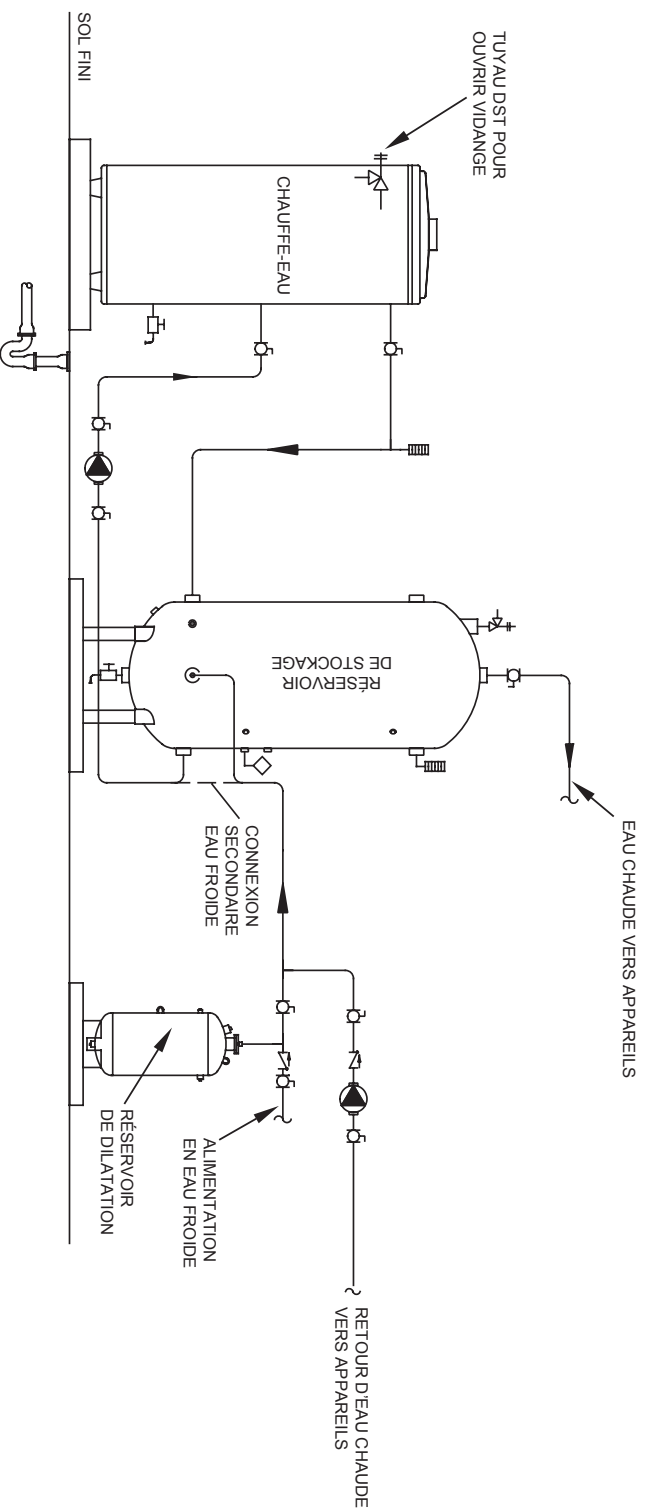 TUYAU DST POUR
OUVRIR VIDANGE
SOL FINI
CHAUFFE-EAU
RÉSERVOIR
DE STOCKAGE
EAU CHAUDE VERS APPAREILS
CONNEXION
SECONDAIRE
EAU FROIDE
RÉSERVOIR
DE DILATATION
ALIMENTATION
EN EAU FROIDE
RETOUR D'EAU CHAUDE
VERS APPAREILS